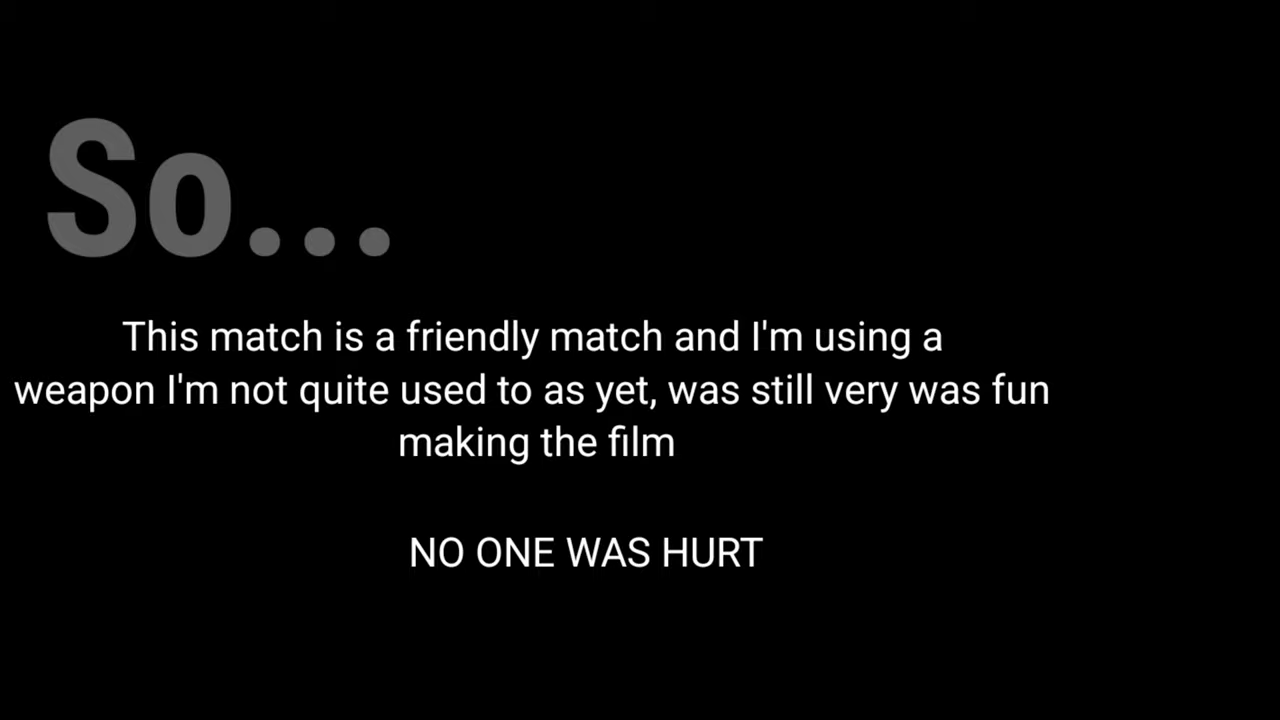 So...
This match is a friendly match and I'm using a
weapon I'm not quite used to as yet, was still very was fun
making the film
NO ONE WAS HURT